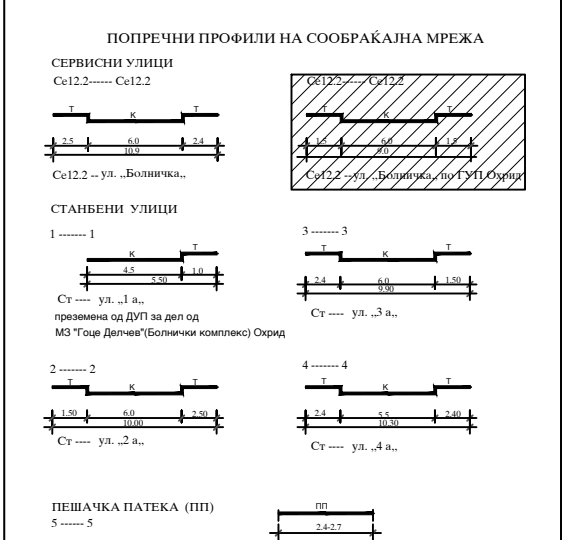 ПОПРЕЧНИ ПРОФИЛИ НА СООБРАЌАЈНА МРЕЖА
СЕРВИСНИ УЛИЦИ
Се12.2------ Се12.2
Т К Т
2.5 6.0 2.4
10.9
Се12.2 -- ул. „Болничка„
Се12.2------ Се12.2
Т К Т
1.5 6.0 1.5
9.0
Се12.2 --ул. „Болничка„ по ГУП Охрид
СТАНБЕНИ УЛИЦИ
1 ------- 1
К Т
4.5 1.0
5.50
Ст ---- ул. „1 а„
преземена од ДУП за дел од
МЗ "Гоце Делчев"(Болнички комплекс) Охрид
3 ------- 3
Т К Т
2.4 6.0 1.50
9.90
Ст ---- ул. „3 а„
2 ------- 2
Т К Т
1.50 6.0 2.50
10.00
Ст ---- ул. „2 а„
4 ------- 4
Т К Т
2.4 5.5 2.40
10.30
Ст ---- ул. „4 а„
ПЕШАЧКА ПАТЕКА (ПП)
5 ------ 5
ПП
2.4-2.7